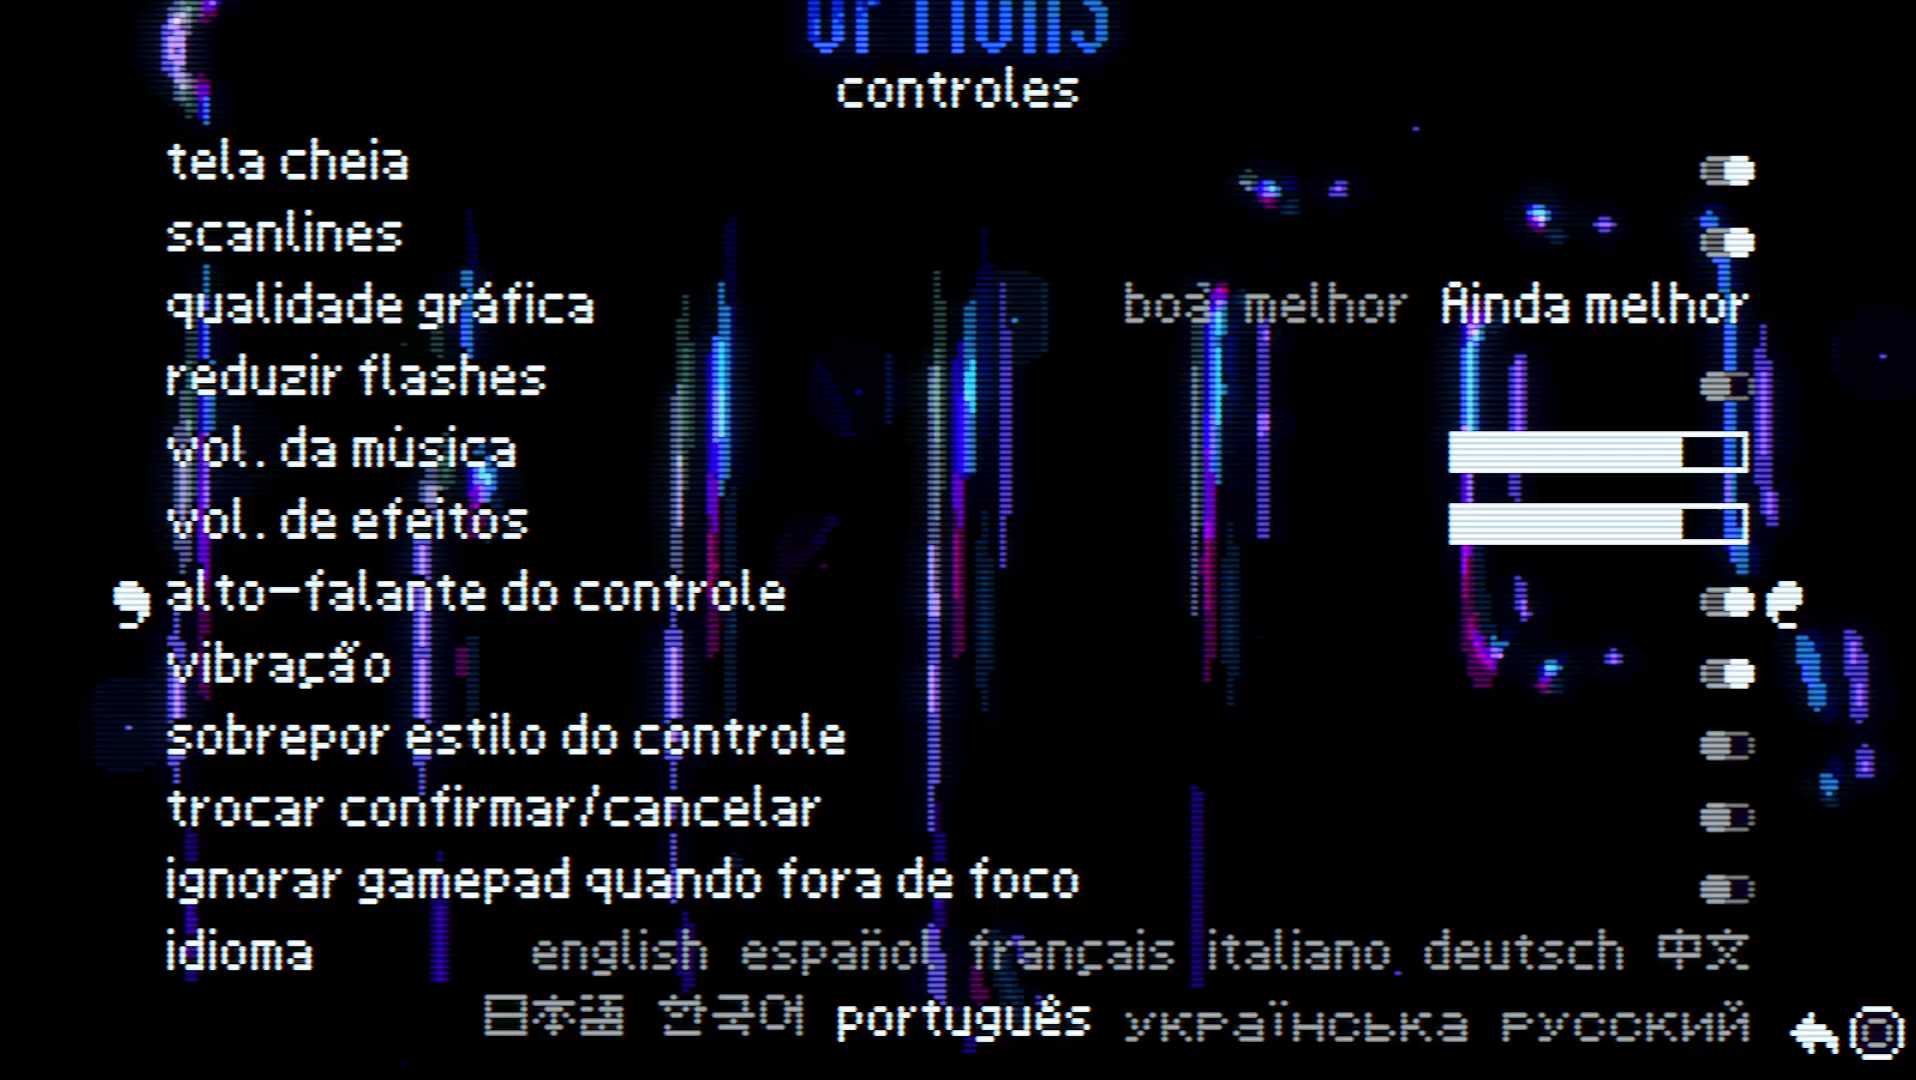 OPTIONS
controles
tela cheia
scanlines
qualidade gráfica boa melhor Ainda melhor
reduzir flashes
vol. da música
vol. de efeitos
alto-falante do controle
vibração
sobrepor estilo do controle
trocar confirmar/cancelar
ignorar gamepad quando fora de foco
idioma english español français italiano deutsch 中文
日本語 한국어 português українська русский